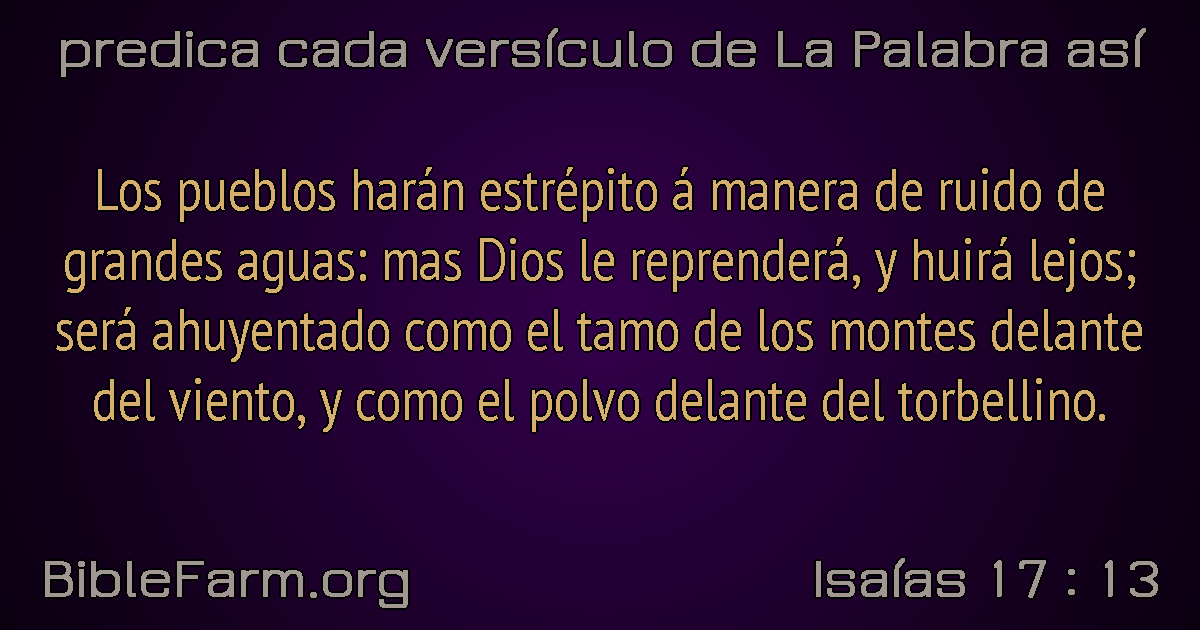 predica cada versículo de La Palabra así
Los pueblos harán estrépito á manera de ruido de
grandes aguas: mas Dios le reprenderá, y huirá lejos;
será ahuyentado como el tamo de los montes delante
del viento, y como el polvo delante del torbellino.
BibleFarm.org
Isaías 17 : 13